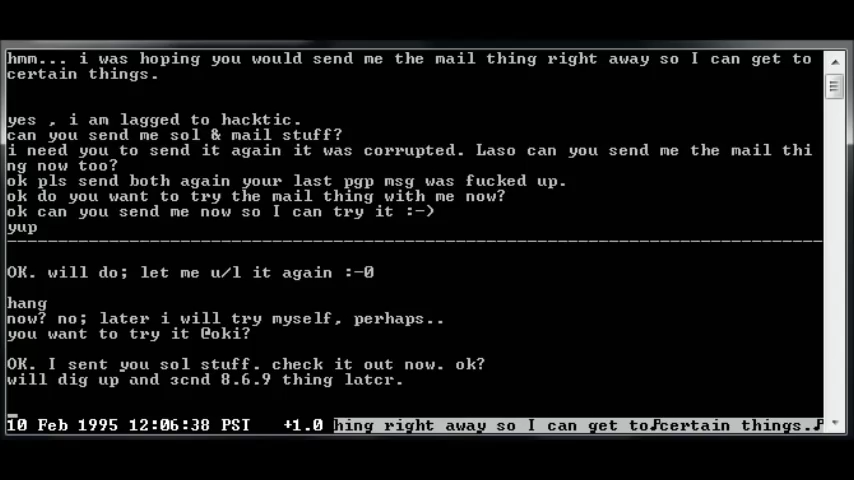 hmm... i was hoping you would send me the mail thing right away so I can get to
certain things.
yes , i am lagged to hacktic.
can you send me sol & mail stuff?
i need you to send it again it was corrupted. Laso can you send me the mail thi
ng now too?
ok pls send both again your last pgp msg was fucked up.
ok do you want to try the mail thing with me now?
ok can you send me now so I can try it :-)
yup
OK. will do; let me u/l it again :-0
hang
now? no; later i will try myself, perhaps..
you want to try it @oki?
OK. I sent you sol stuff. check it out now. ok?
will dig up and send 8.6.9 thing later.
10 Feb 1995 12:06:38 PST +1.0 hing right away so I can get to♪certain things.♪